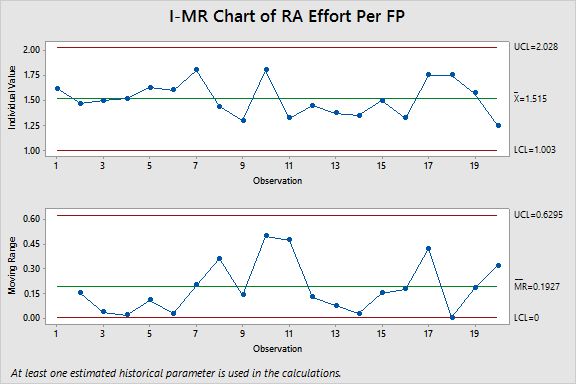 I-MR Chart of RA Effort Per FP
UCL=2.028
2.00
1.75
Individual Value
1.50
X̅=1.515
1.25
1.00
LCL=1.003
1 3 5 7 9 11 13 15 17 19
Observation
UCL=0.6295
0.60
0.45
Moving Range
0.30
M̅R̅=0.1927
0.15
0.00
LCL=0
1 3 5 7 9 11 13 15 17 19
Observation
At least one estimated historical parameter is used in the calculations.